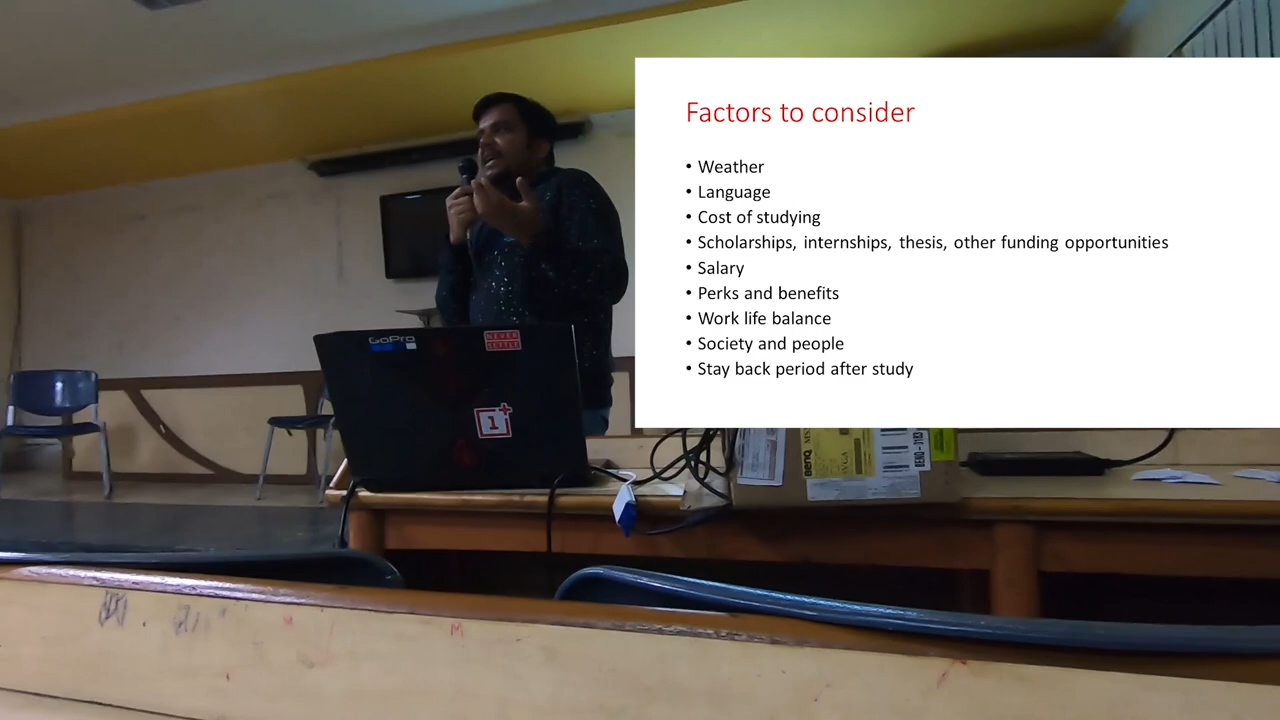 Factors to consider
• Weather
• Language
• Cost of studying
• Scholarships, internships, thesis, other funding opportunities
• Salary
• Perks and benefits
• Work life balance
• Society and people
• Stay back period after study
GoPro
NEVER
SETTLE
1+
BenQ